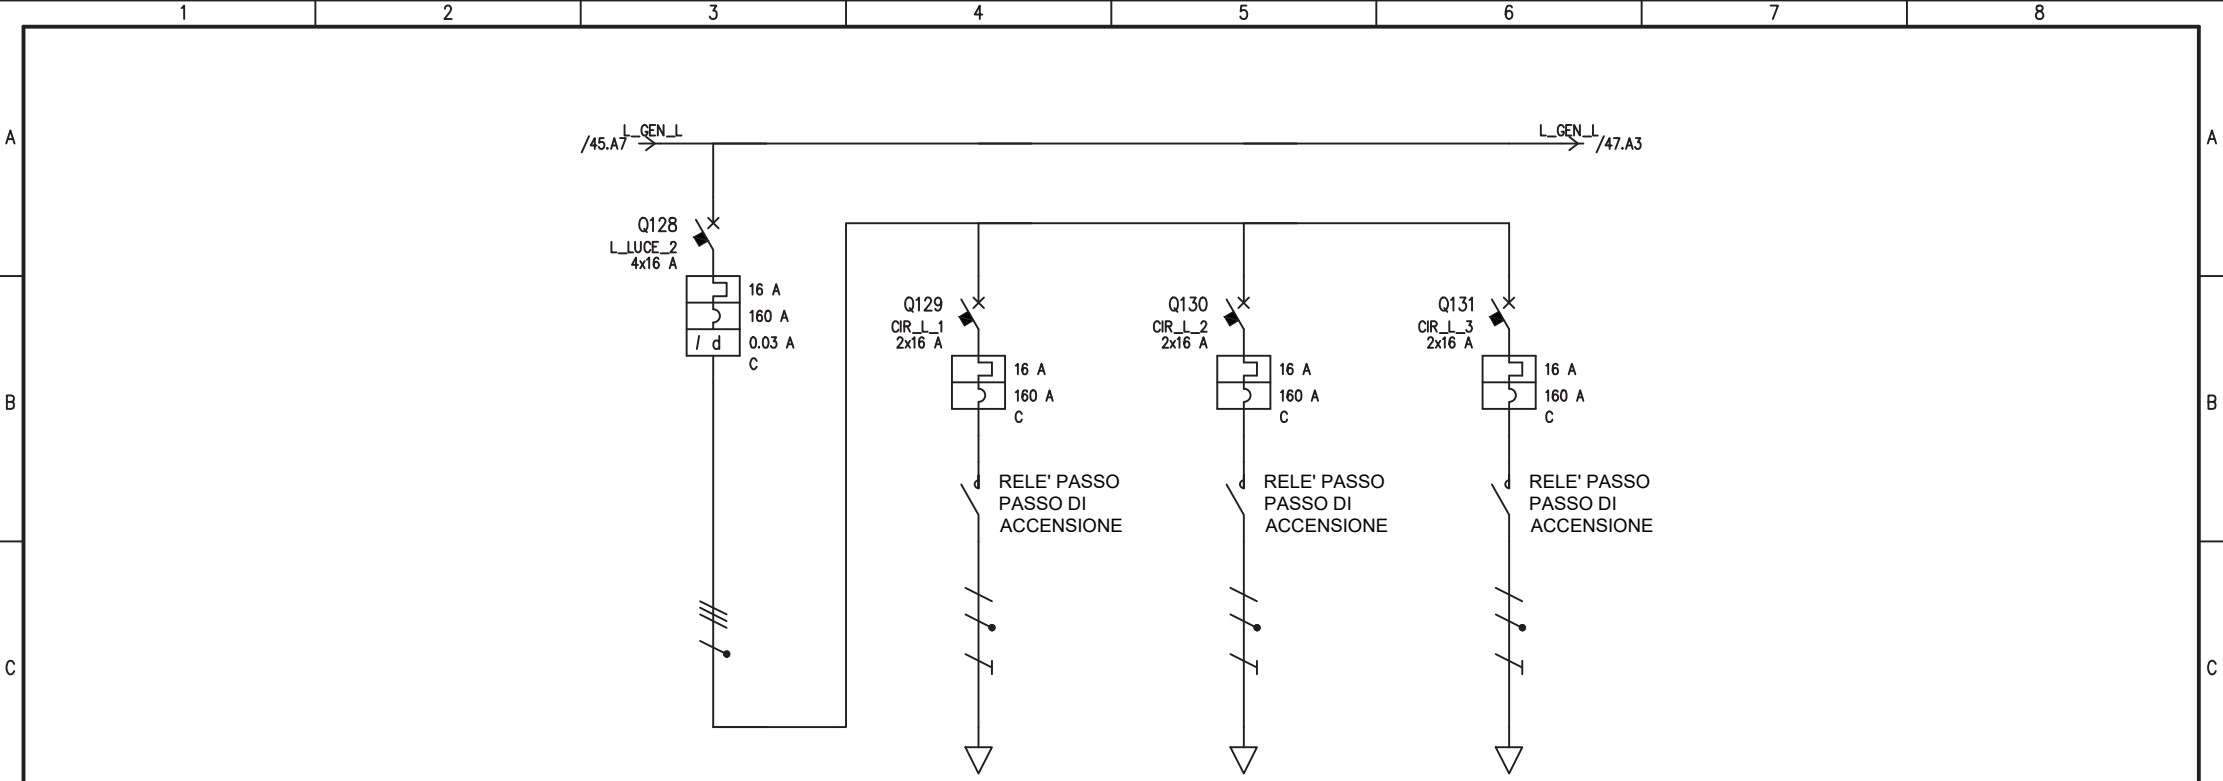 1 2 3 4 5 6 7 8
A A
L_GEN_L L_GEN_L
/45.A7 /47.A3
Q128
L_LUCE_2
4x16 A
16 A
160 A
I d 0.03 A
C
Q129 Q130 Q131
CIR_L_1 CIR_L_2 CIR_L_3
2x16 A 2x16 A 2x16 A
16 A 16 A 16 A
160 A 160 A 160 A
C C C
B B
RELE' PASSO RELE' PASSO RELE' PASSO
PASSO DI PASSO DI PASSO DI
ACCENSIONE ACCENSIONE ACCENSIONE
C C